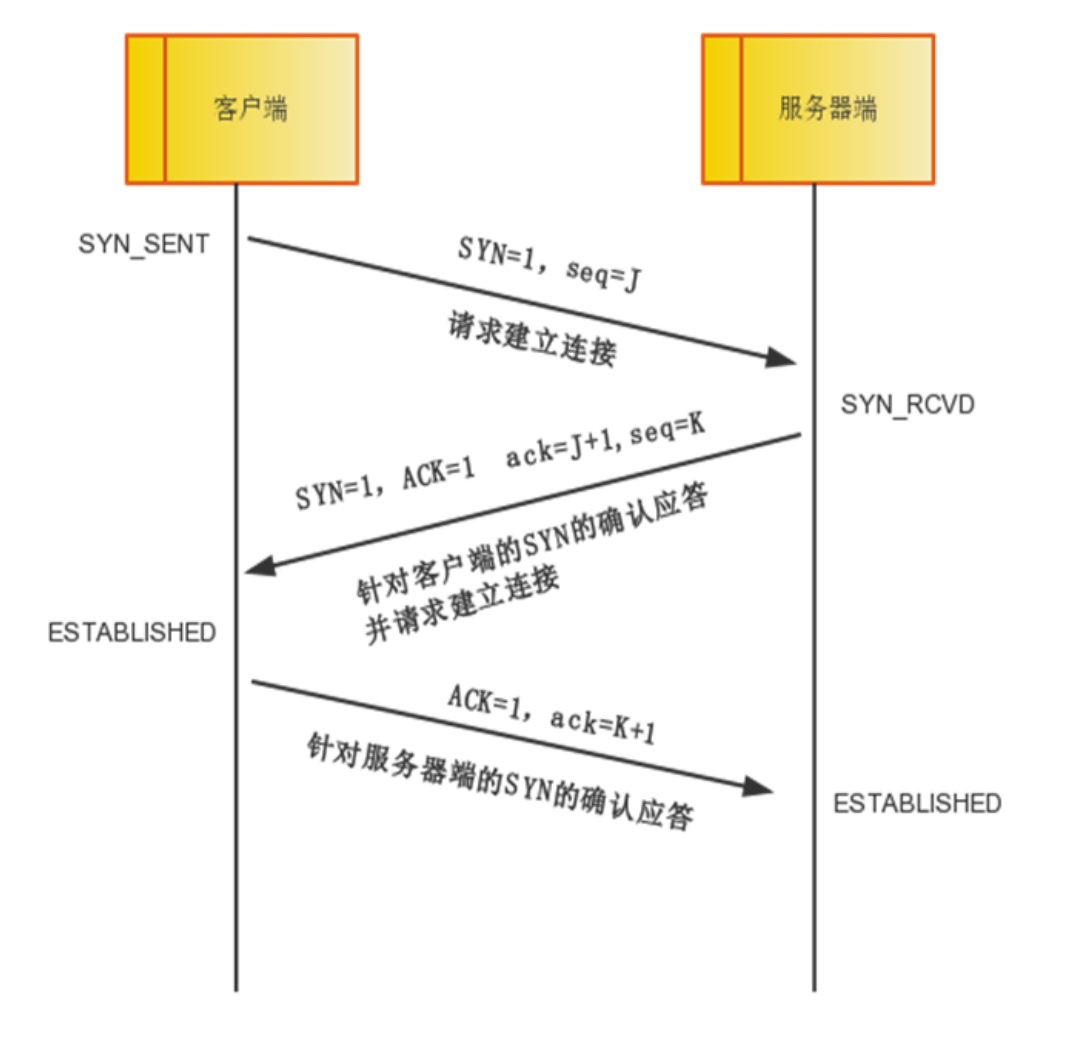 客户端
服务器端
SYN_SENT
SYN=1, seq=J
请求建立连接
SYN_RCVD
SYN=1, ACK=1 ack=J+1,seq=K
针对客户端的SYN的确认应答
并请求建立连接
ESTABLISHED
ACK=1, ack=K+1
针对服务器端的SYN的确认应答
ESTABLISHED